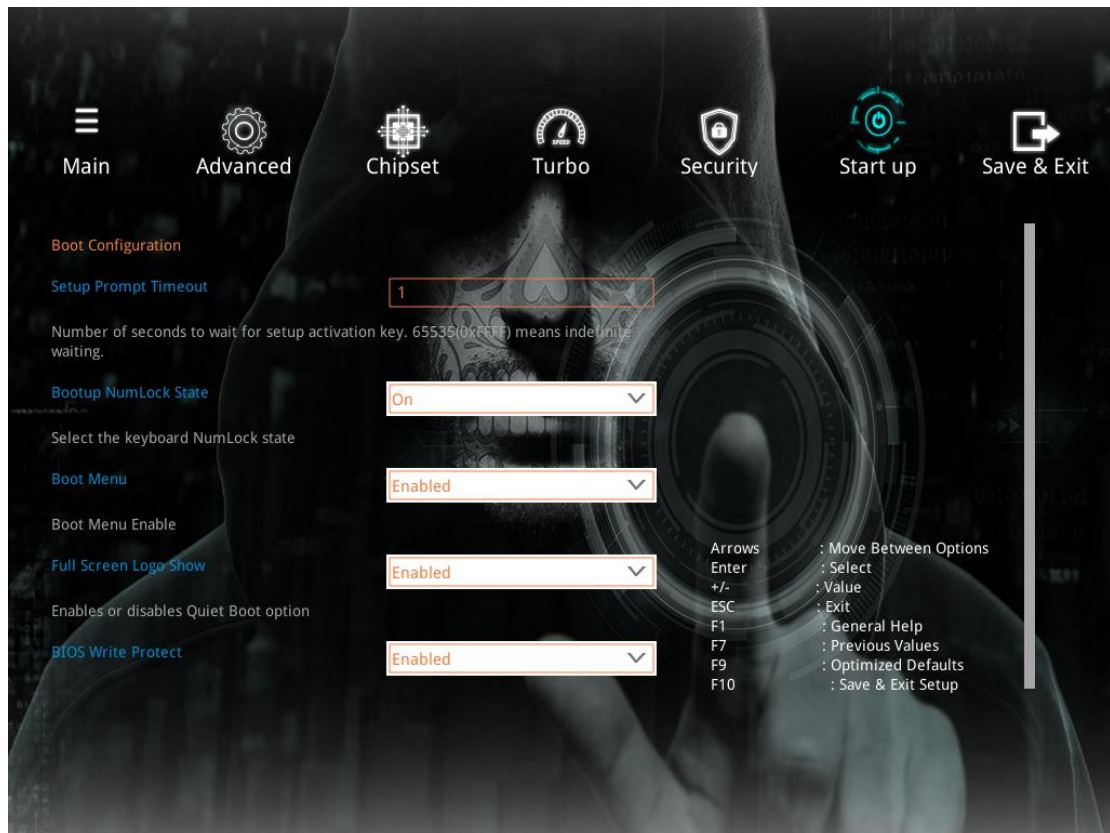 Main
Advanced
Chipset
SPEED
Turbo
Security
Start up
Save & Exit
Boot Configuration
Setup Prompt Timeout
1
Number of seconds to wait for setup activation key. 65535(0xFFFF) means indefinite
waiting.
Bootup NumLock State
On
Select the keyboard NumLock state
Boot Menu
Enabled
Boot Menu Enable
Full Screen Logo Show
Enabled
Enables or disables Quiet Boot option
BIOS Write Protect
Enabled
Arrows : Move Between Options
Enter : Select
+/- : Value
ESC : Exit
F1 : General Help
F7 : Previous Values
F9 : Optimized Defaults
F10 : Save & Exit Setup